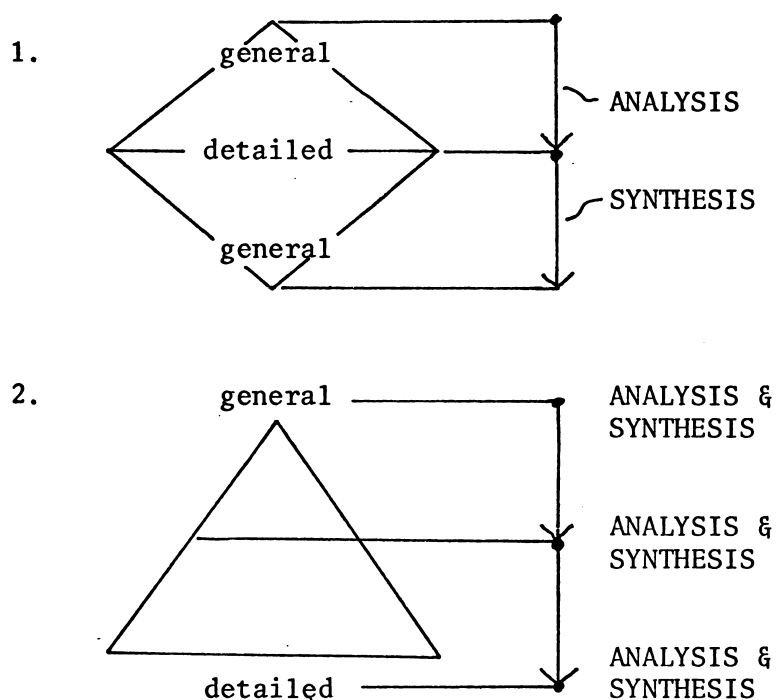 1.
general
ANALYSIS
detailed
SYNTHESIS
general
2.
general
ANALYSIS &
SYNTHESIS
ANALYSIS &
SYNTHESIS
ANALYSIS &
detailed
SYNTHESIS